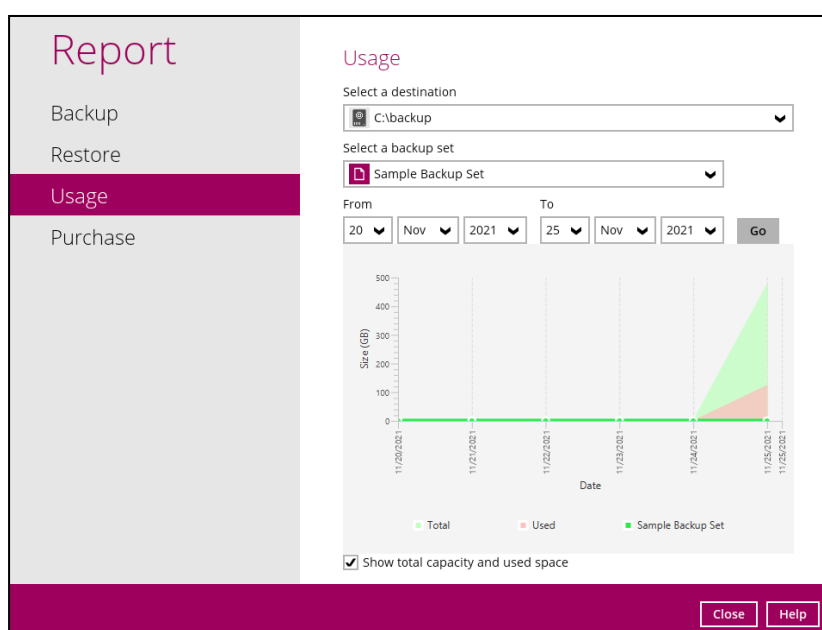 Report
Backup
Restore
Usage
Purchase
Usage
Select a destination
C:\backup
Select a backup set
Sample Backup Set
From To
20 Nov 2021 25 Nov 2021 Go
500
400
300
200
100
0
Size (GB)
11/20/2021 11/21/2021 11/22/2021 11/23/2021 11/24/2021 11/25/2021 11/25/2021
Date
Total Used Sample Backup Set
Show total capacity and used space
Close Help